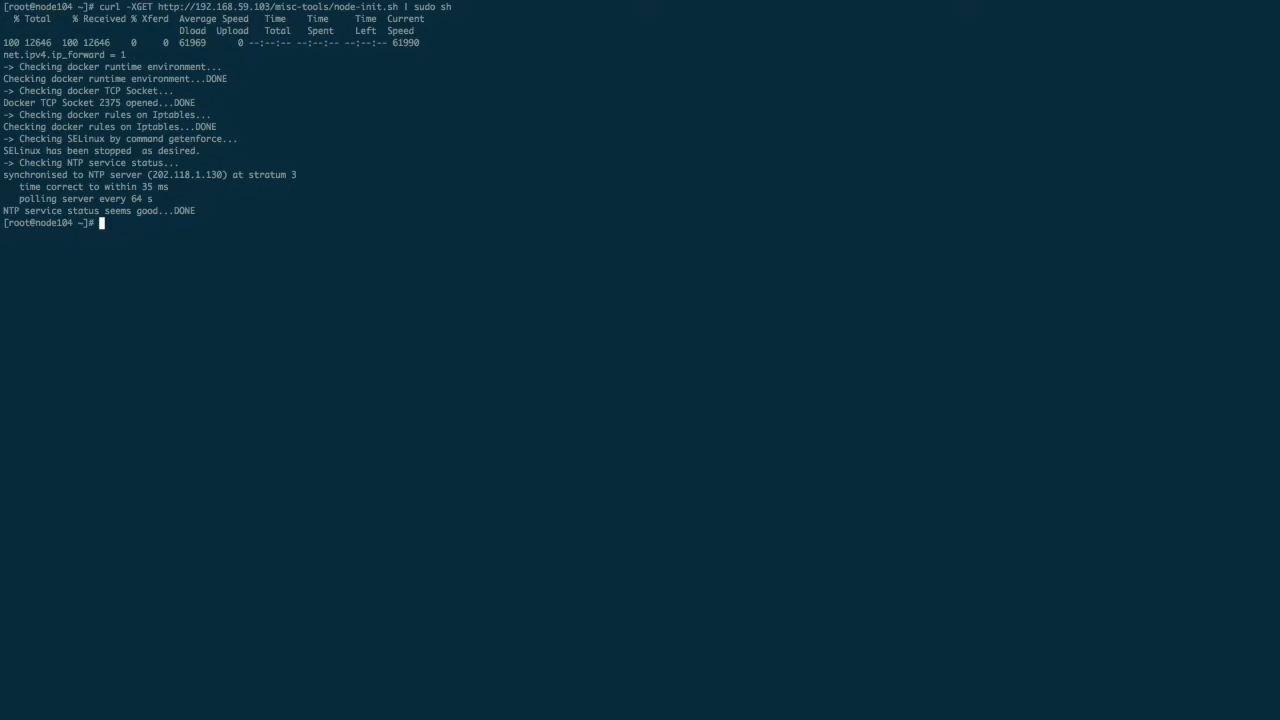 [root@node104 ~]# curl -XGET http://192.168.59.103/misc-tools/node-init.sh | sudo sh
  % Total    % Received % Xferd  Average Speed   Time    Time     Time  Current
                                 Dload  Upload   Total   Spent    Left  Speed
100 12646  100 12646    0     0  61969      0 --:--:-- --:--:-- --:--:-- 61990
net.ipv4.ip_forward = 1
-> Checking docker runtime environment...
Checking docker runtime environment...DONE
-> Checking docker TCP Socket...
Docker TCP Socket 2375 opened...DONE
-> Checking docker rules on Iptables...
Checking docker rules on Iptables...DONE
-> Checking SELinux by command getenforce...
SELinux has been stopped  as desired.
-> Checking NTP service status...
synchronised to NTP server (202.118.1.130) at stratum 3
   time correct to within 35 ms
   polling server every 64 s
NTP service status seems good...DONE
[root@node104 ~]#